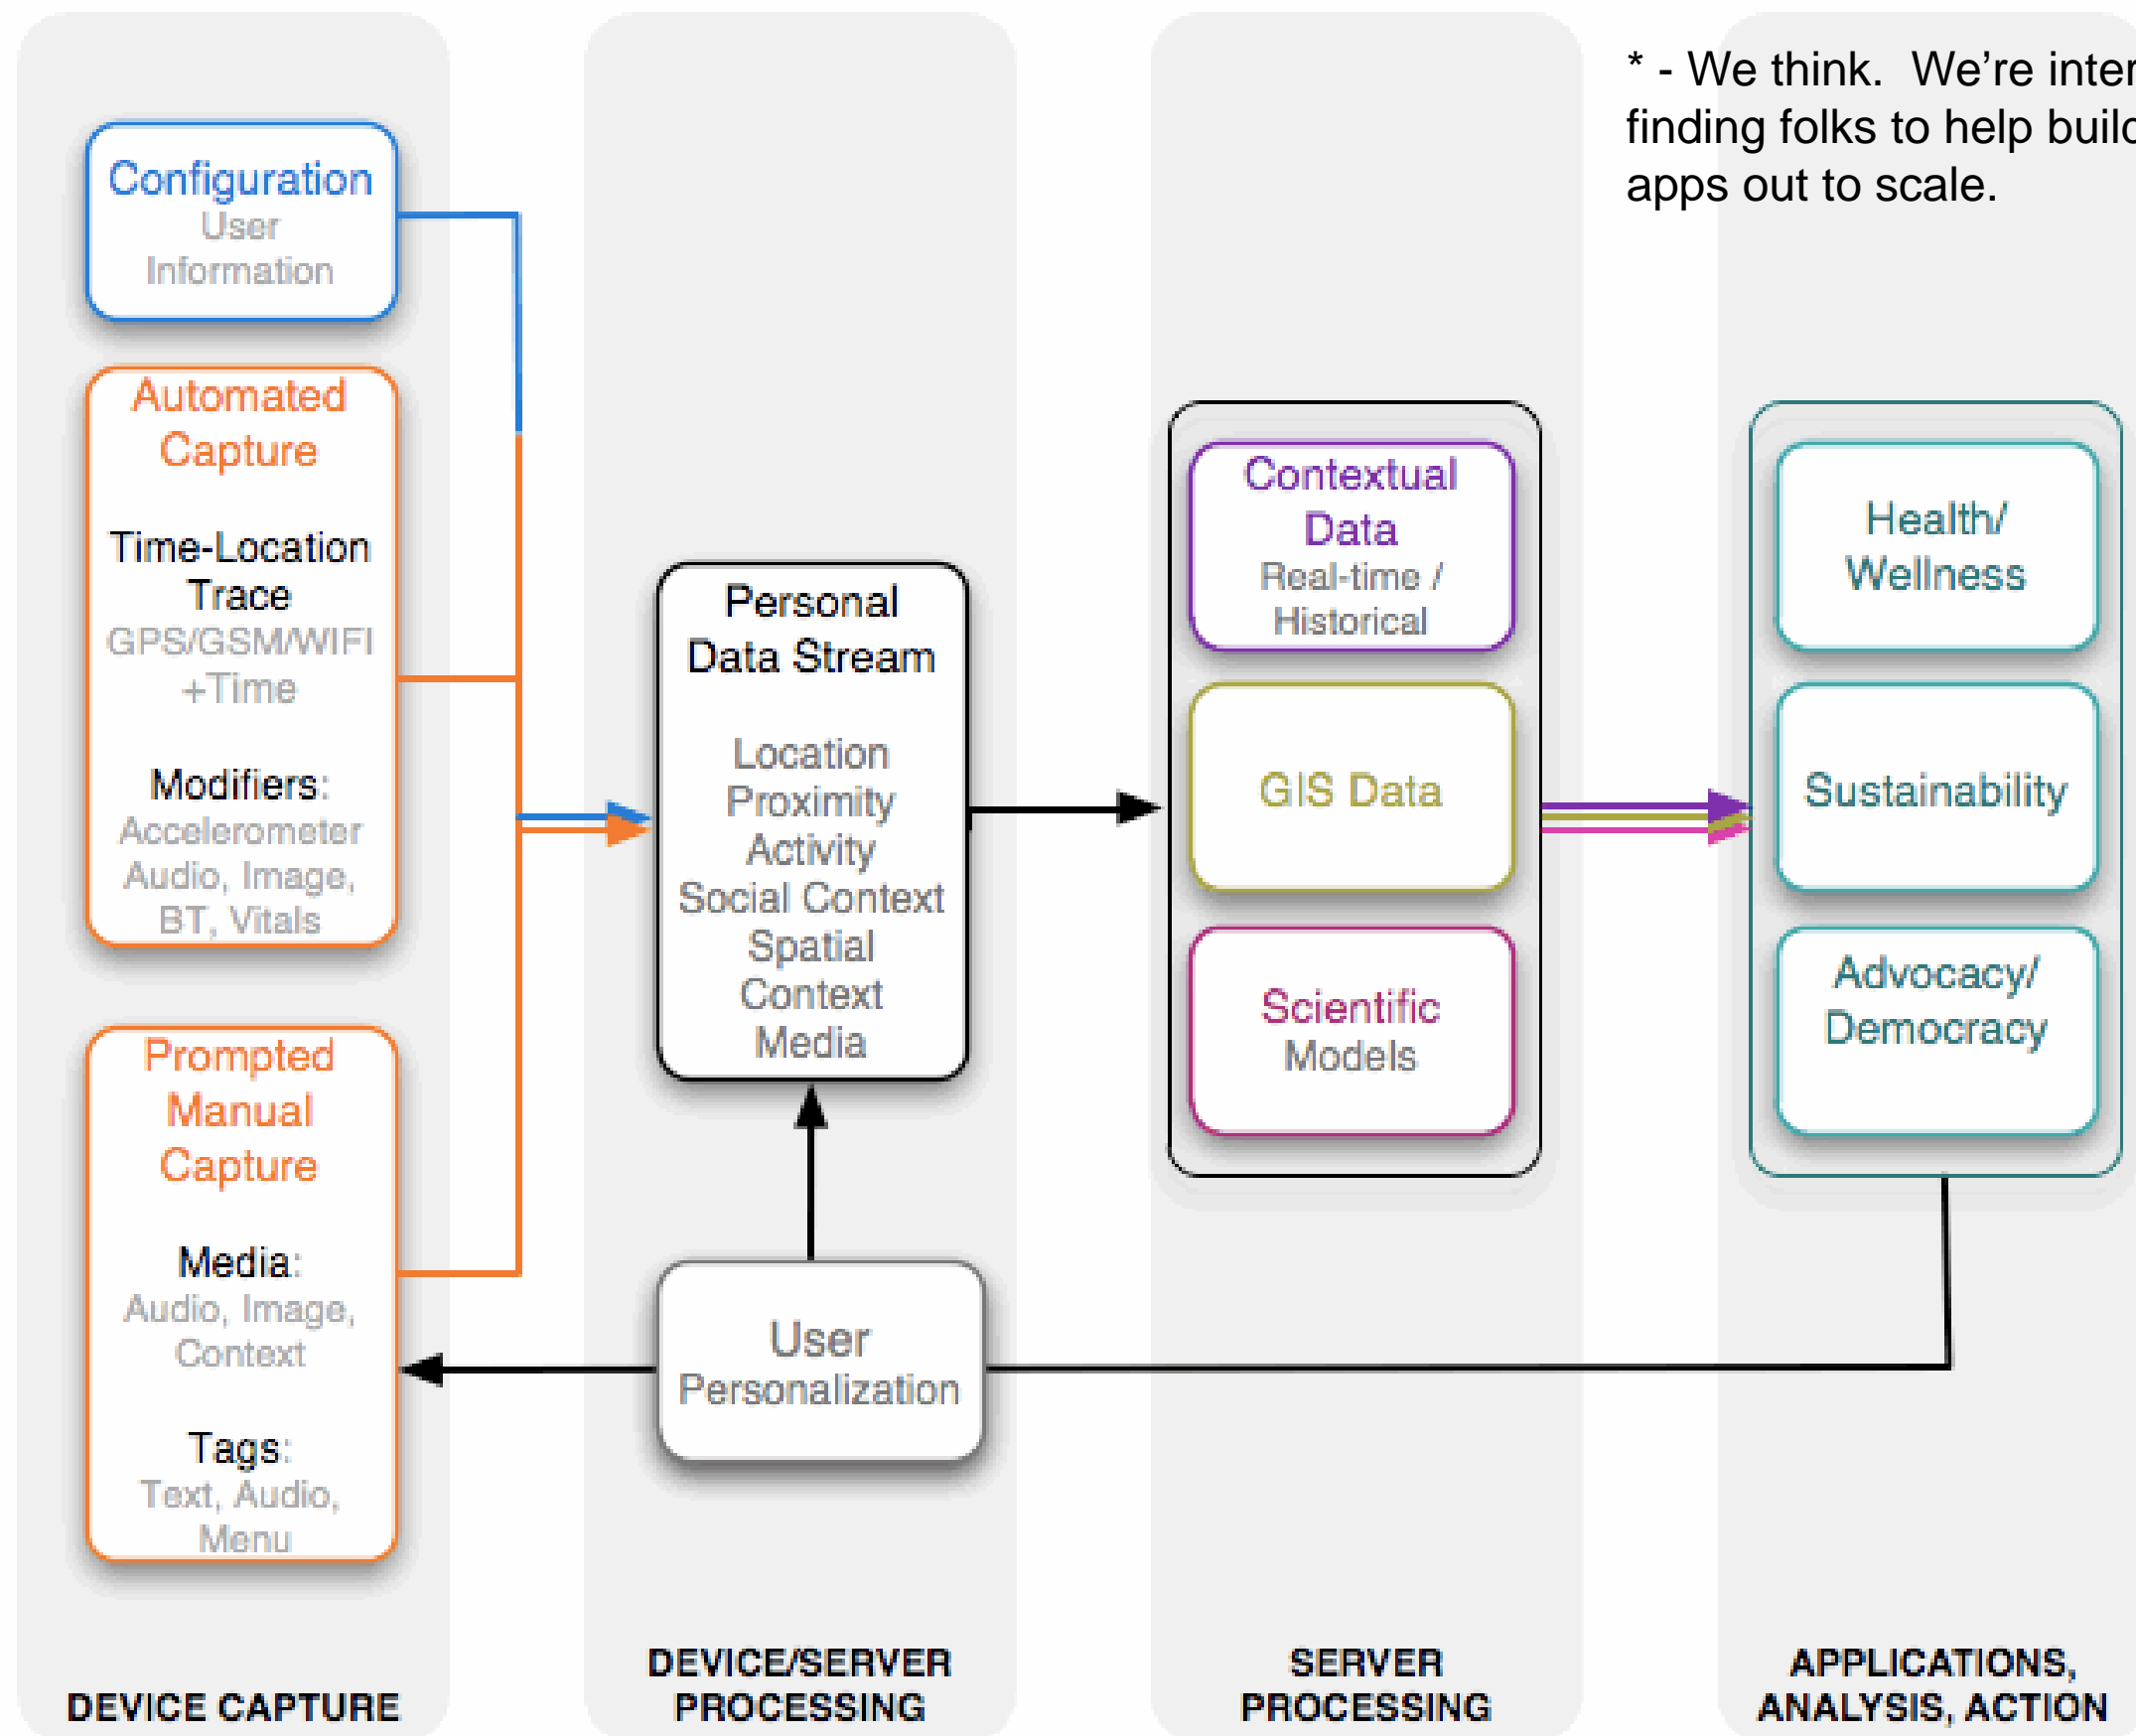 * - We think. We're inter
finding folks to help build
apps out to scale.
Configuration
User
Information
Automated
Capture
Time-Location
Trace
GPS/GSM/WIFI
+Time
Modifiers:
Accelerometer
Audio, Image,
BT, Vitals
Prompted
Manual
Capture
Media:
Audio, Image,
Context
Tags:
Text, Audio,
Menu
DEVICE CAPTURE
Personal
Data Stream
Location
Proximity
Activity
Social Context
Spatial
Context
Media
User
Personalization
DEVICE/SERVER
PROCESSING
Contextual
Data
Real-time /
Historical
GIS Data
Scientific
Models
SERVER
PROCESSING
Health/
Wellness
Sustainability
Advocacy/
Democracy
APPLICATIONS,
ANALYSIS, ACTION